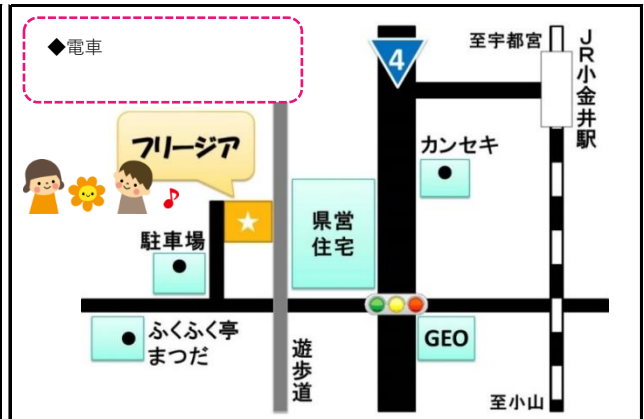 ◆電車
4
至宇都宮
JR小金井駅
フリージア
カンセキ
県営
住宅
駐車場
ふくふく亭
まつだ
遊歩道
GEO
至小山